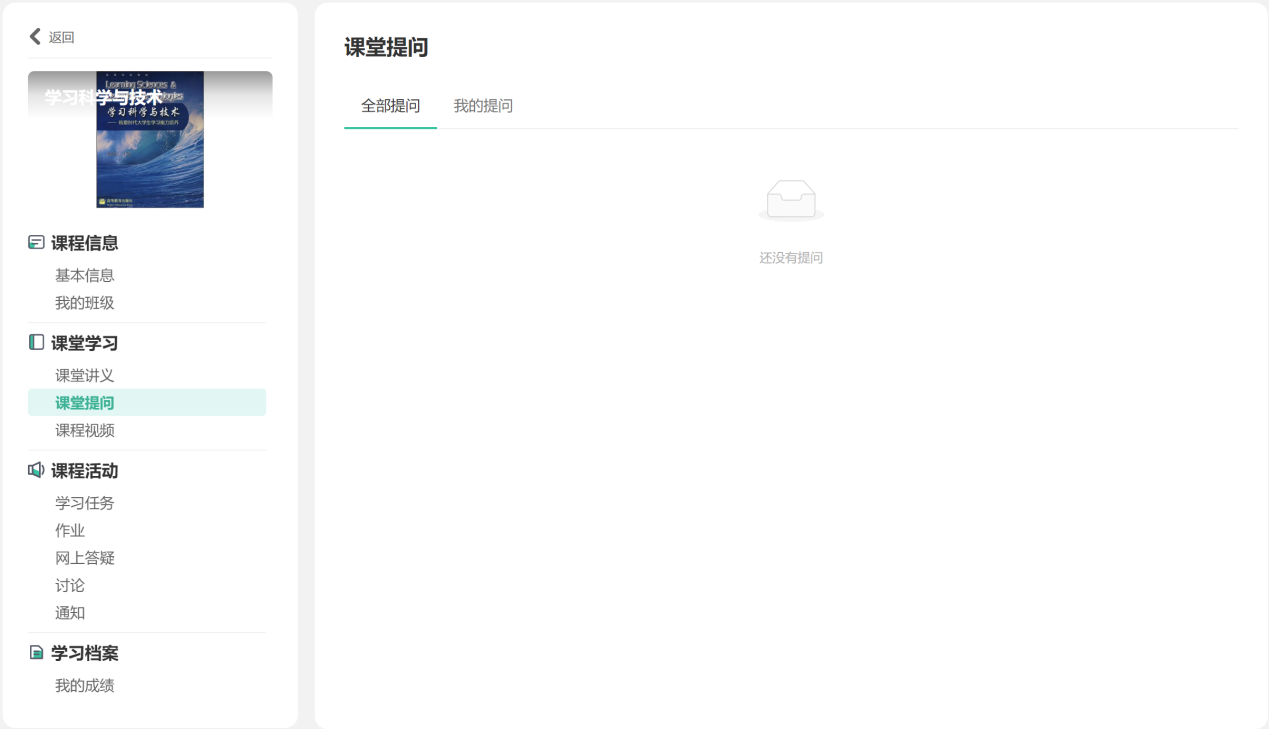 返回
Learning Sciences &
学习科学与技术
学习科学与技术
课程信息
基本信息
我的班级
课堂学习
课堂讲义
课堂提问
课程视频
课程活动
学习任务
作业
网上答疑
讨论
通知
学习档案
我的成绩
课堂提问
全部提问
我的提问
还没有提问